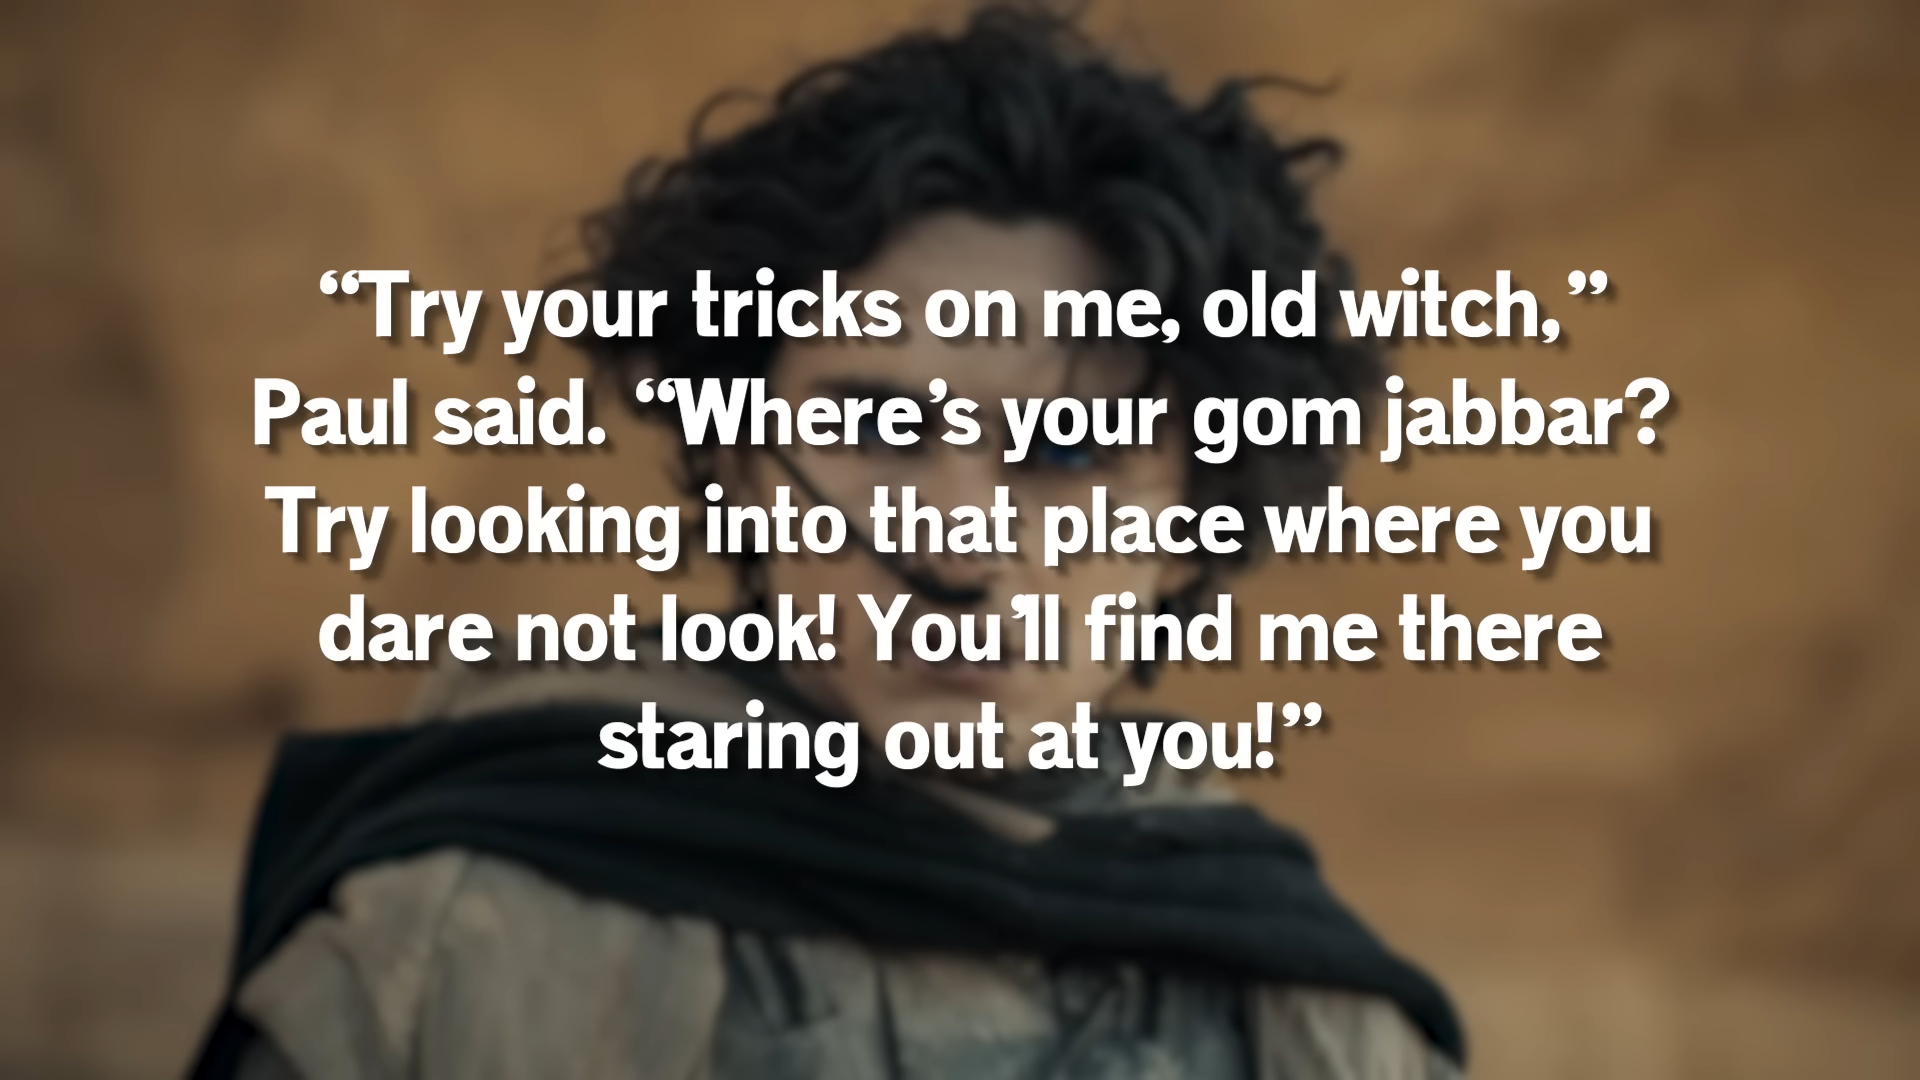 “Try your tricks on me, old witch,”
Paul said. “Where’s your gom jabbar?
Try looking into that place where you
dare not look! You’ll find me there
staring out at you!”